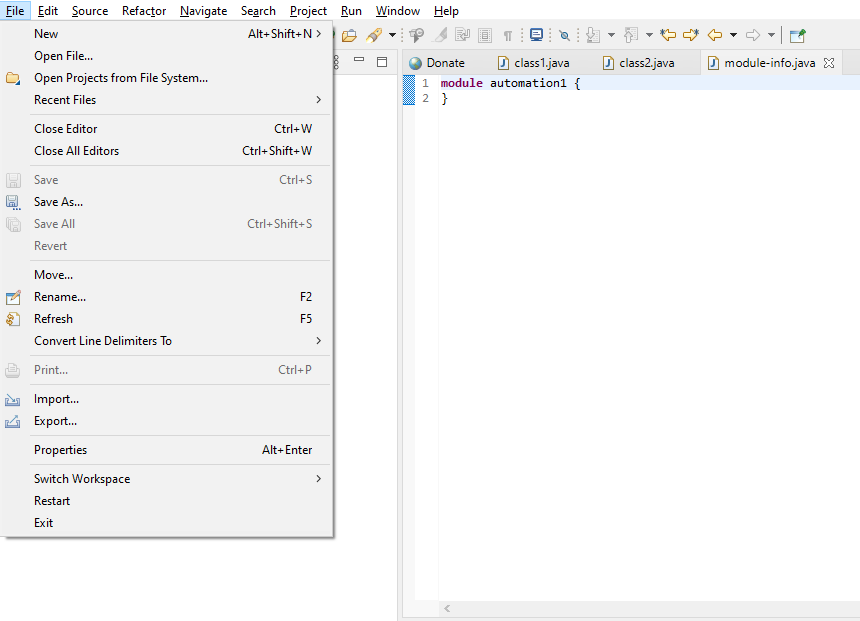 File Edit Source Refactor Navigate Search Project Run Window Help
New Alt+Shift+N
Open File...
Open Projects from File System...
Recent Files
Close Editor Ctrl+W
Close All Editors Ctrl+Shift+W
Save Ctrl+S
Save As...
Save All Ctrl+Shift+S
Revert
Move...
Rename... F2
Refresh F5
Convert Line Delimiters To
Print... Ctrl+P
Import...
Export...
Properties Alt+Enter
Switch Workspace
Restart
Exit
Donate class1.java class2.java module-info.java
1 module automation1 {
2 }